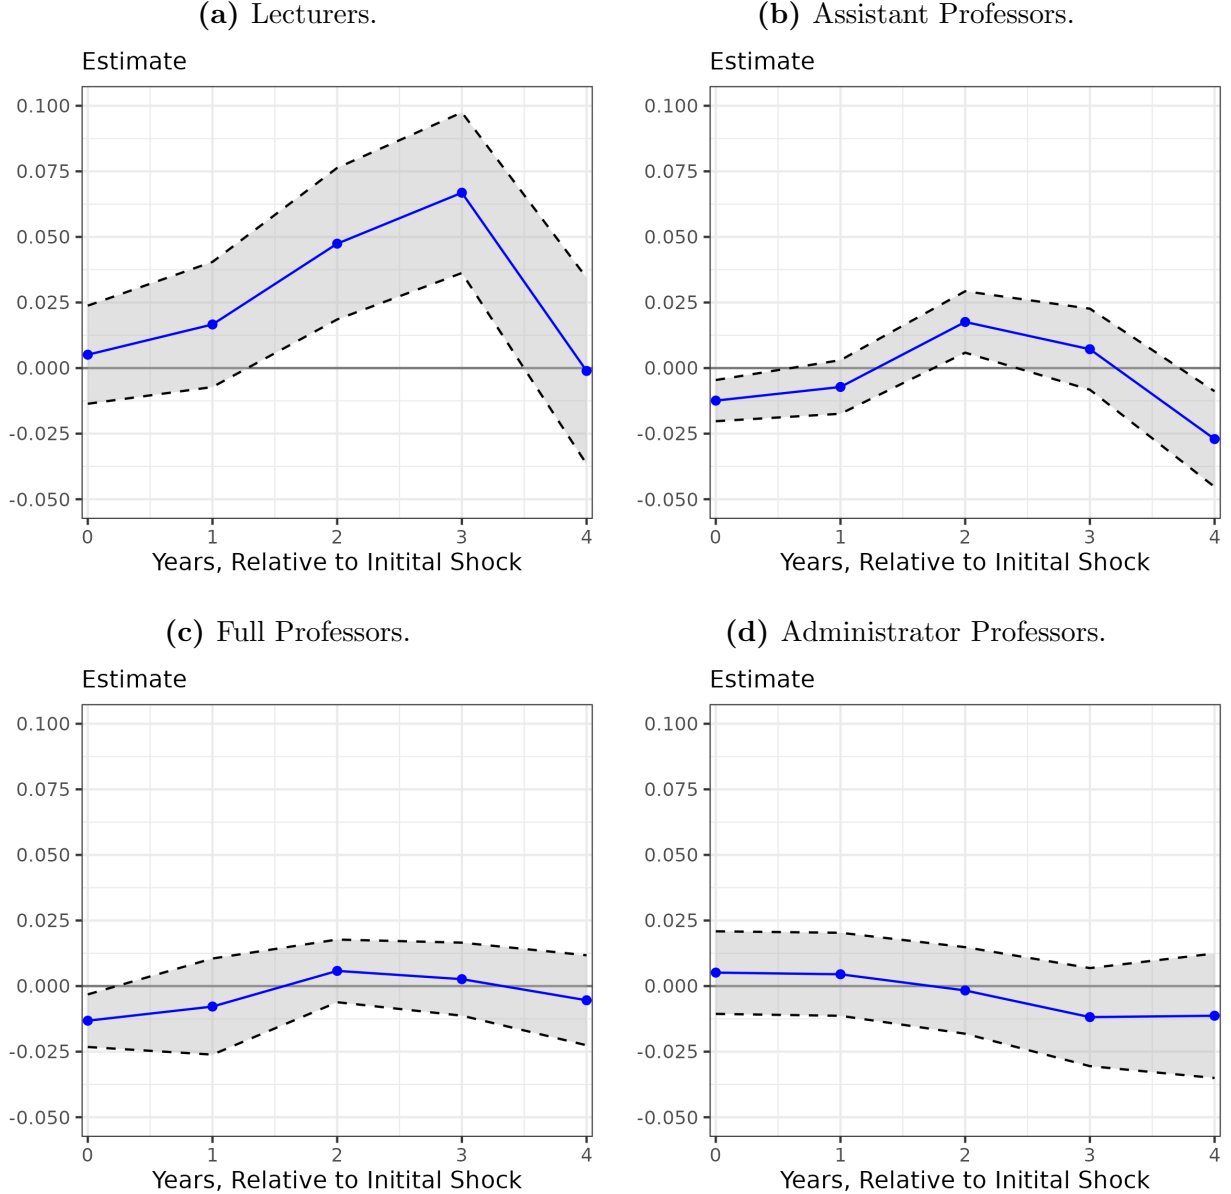 (a) Lecturers.
Estimate
0.100
0.075
0.050
0.025
0.000
-0.025
-0.050
0 1 2 3 4
Years, Relative to Initital Shock
(b) Assistant Professors.
Estimate
0.100
0.075
0.050
0.025
0.000
-0.025
-0.050
0 1 2 3 4
Years, Relative to Initital Shock
(c) Full Professors.
Estimate
0.100
0.075
0.050
0.025
0.000
-0.025
-0.050
0 1 2 3 4
Years, Relative to Initital Shock
(d) Administrator Professors.
Estimate
0.100
0.075
0.050
0.025
0.000
-0.025
-0.050
0 1 2 3 4
Years, Relative to Initital Shock